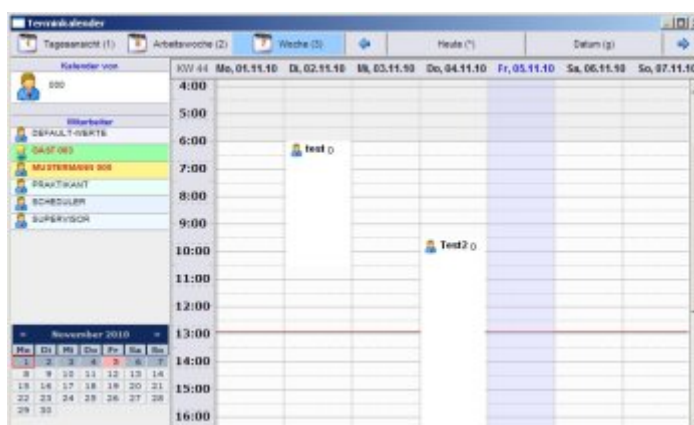 Terminkalender
Tagesansicht (1) Arbeitswoche (2) 7 Woche (3) Heute (*) Datum (g)
Kalender von
000
Mitarbeiter
DEFAULT-WERTE
GAST 003
MUSTERMANN 008
PRAKTIKANT
SCHEDULER
SUPERVISOR
KW 44 Mo, 01.11.10 Di, 02.11.10 Mi, 03.11.10 Do, 04.11.10 Fr, 05.11.10 Sa, 06.11.10 So, 07.11.10
4:00
5:00
6:00
test ()
7:00
8:00
9:00
10:00 Test2 ()
11:00
12:00
13:00
14:00
15:00
16:00
« November 2010 »
Mo Di Mi Do Fr Sa So
1 2 3 4 5 6 7
8 9 10 11 12 13 14
15 16 17 18 19 20 21
22 23 24 25 26 27 28
29 30